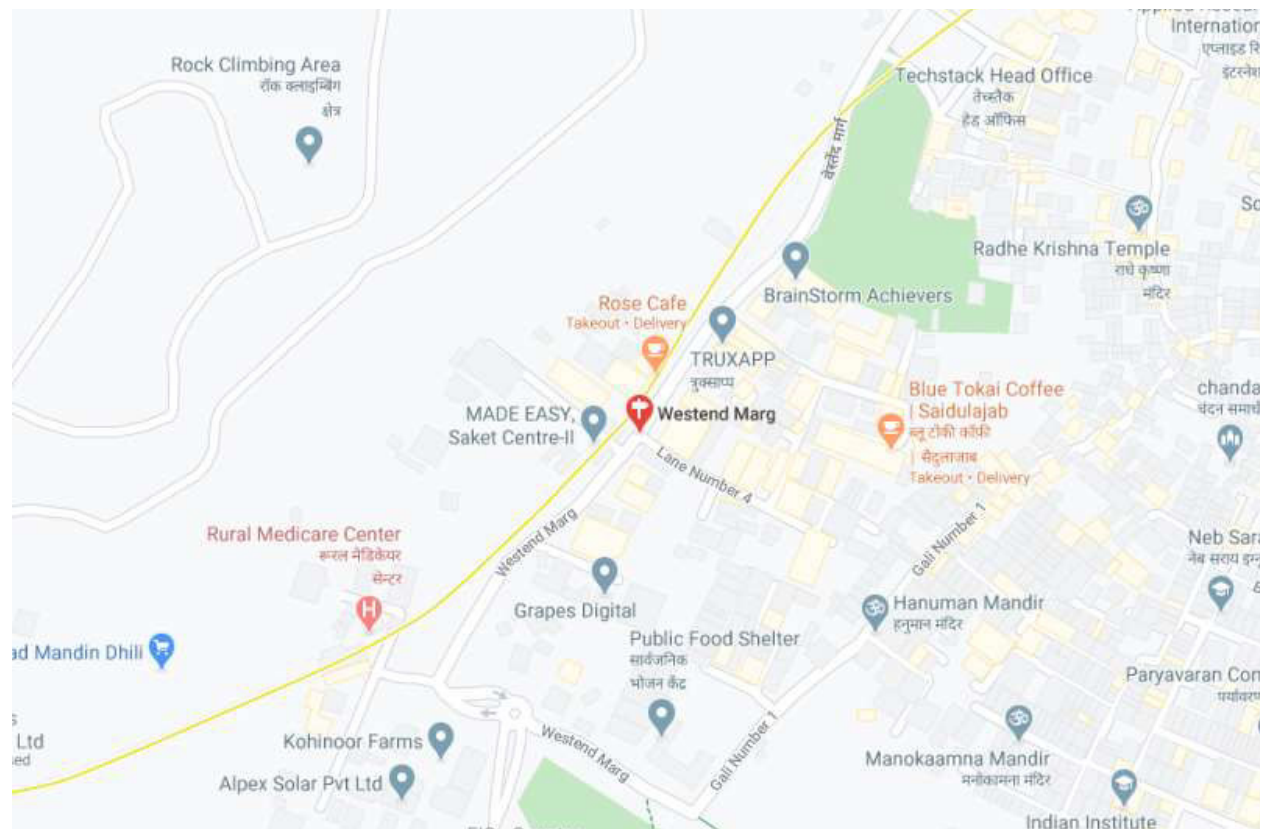 Rock Climbing Area
रॉक क्लाइम्बिंग
क्षेत्र
Internation
एप्लाइड रि
इंटरनेश
Techstack Head Office
तेच्स्तैक
हेड ऑफिस
वेस्तेंद मार्ग
Radhe Krishna Temple
राधे कृष्णा
मंदिर
BrainStorm Achievers
Rose Cafe
Takeout • Delivery
TRUXAPP
त्रुक्साप्प
Blue Tokai Coffee
| Saidulajab
ब्लू टोकी कॉफी
| सैदुलाजाब
Takeout • Delivery
chanda
चंदन समाच
MADE EASY,
Saket Centre-II
Westend Marg
Lane Number 4
Rural Medicare Center
रूरल मेडिकेयर
सेन्टर
Westend Marg
Gali Number 1
Neb Sara
नेब सराय इग्नू
Grapes Digital
Hanuman Mandir
हनुमान मंदिर
Public Food Shelter
सार्वजनिक
भोजन केंद्र
ad Mandin Dhili
Paryavaran Con
पर्यावरण
Ltd
Kohinoor Farms
Westend Marg
Gali Number 1
Manokaamna Mandir
मनोकामना मंदिर
Alpex Solar Pvt Ltd
Indian Institute